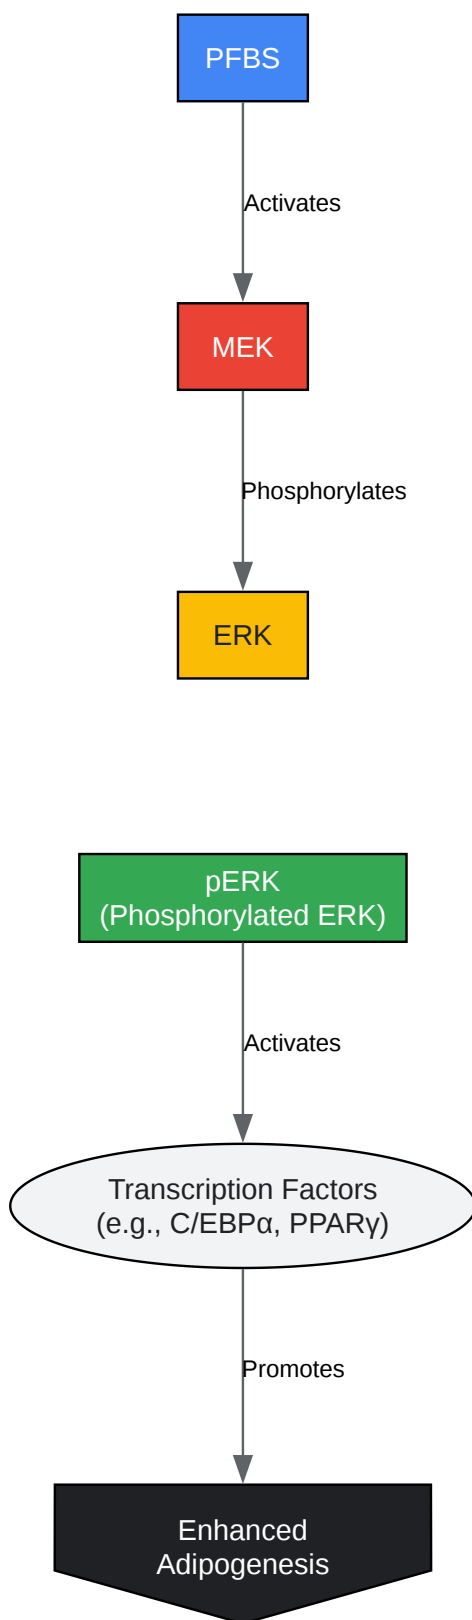 PFBS
Activates
MEK
Phosphorylates
ERK
pERK
(Phosphorylated ERK)
Activates
Transcription Factors
(e.g., C/EBPα, PPARγ)
Promotes
Enhanced
Adipogenesis